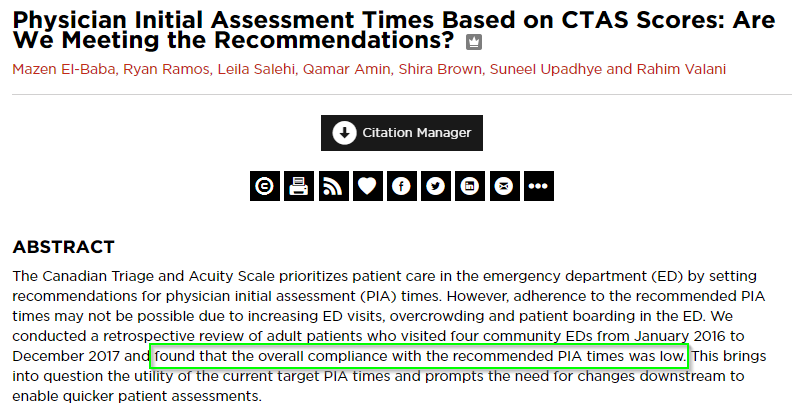 Physician Initial Assessment Times Based on CTAS Scores: Are
We Meeting the Recommendations?
Mazen El-Baba, Ryan Ramos, Leila Salehi, Qamar Amin, Shira Brown, Suneel Upadhye and Rahim Valani
Citation Manager
ABSTRACT
The Canadian Triage and Acuity Scale prioritizes patient care in the emergency department (ED) by setting
recommendations for physician initial assessment (PIA) times. However, adherence to the recommended PIA
times may not be possible due to increasing ED visits, overcrowding and patient boarding in the ED. We
conducted a retrospective review of adult patients who visited four community EDs from January 2016 to
December 2017 and found that the overall compliance with the recommended PIA times was low. This brings
into question the utility of the current target PIA times and prompts the need for changes downstream to
enable quicker patient assessments.